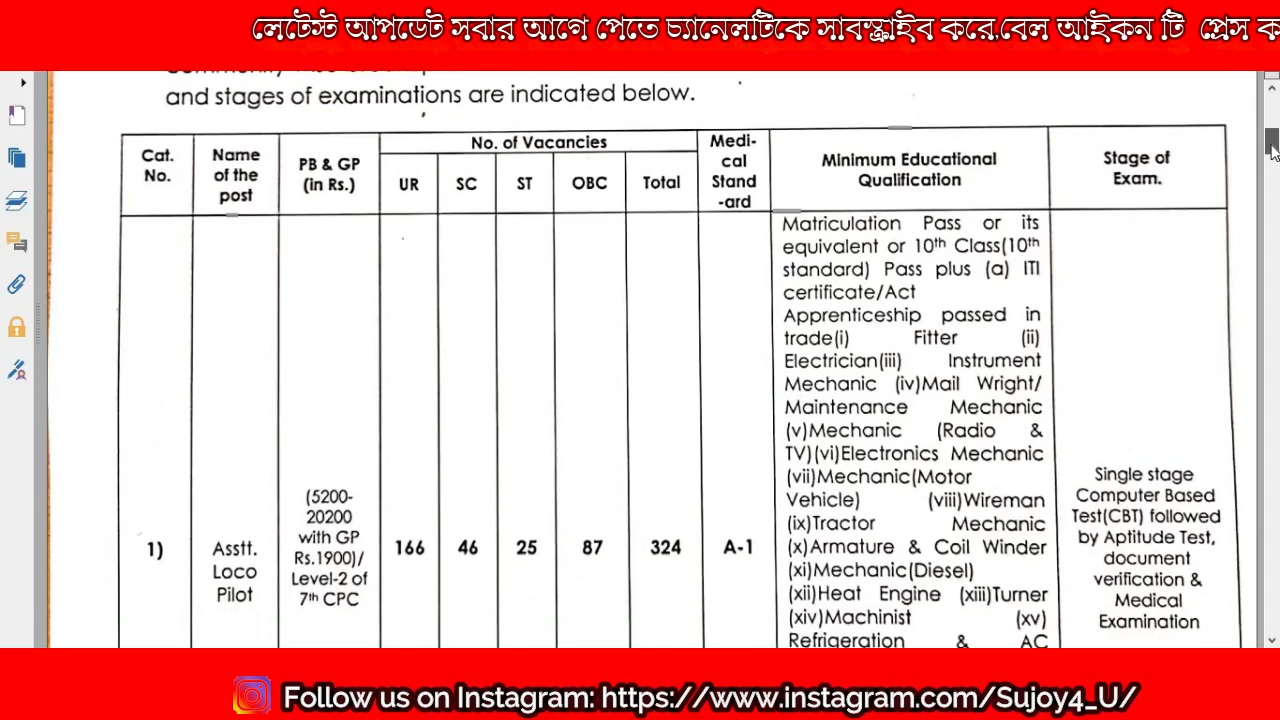 লেটেস্ট আপডেট সবার আগে পেতে চ্যানেলটিকে সাবস্ক্রাইব করে,বেল আইকন টি প্রেস ক
and stages of examinations are indicated below.
Cat. No.
Name of the post
PB & GP (in Rs.)
No. of Vacancies
UR
SC
ST
OBC
Total
Medi-
cal
Stand
-ard
Minimum Educational
Qualification
Stage of
Exam.
1)
Asstt.
Loco
Pilot
(5200-
20200
with GP
Rs.1900)/
Level-2 of
7th CPC
166
46
25
87
324
A-1
Matriculation Pass or its
equivalent or 10th Class(10th
standard) Pass plus (a) ITI
certificate/Act
Apprenticeship passed in
trade(i) Fitter (ii)
Electrician(iii) Instrument
Mechanic (iv)Mail Wright/
Maintenance Mechanic
(v)Mechanic (Radio &
TV)(vi)Electronics Mechanic
(vii)Mechanic(Motor
Vehicle) (viii)Wireman
(ix)Tractor Mechanic
(x)Armature & Coil Winder
(xi)Mechanic(Diesel)
(xii)Heat Engine (xiii)Turner
(xiv)Machinist (xv)
Refrigeration & AC
Single stage
Computer Based
Test(CBT) followed
by Aptitude Test,
document
verification &
Medical
Examination
Follow us on Instagram: https://www.instagram.com/Sujoy4_U/